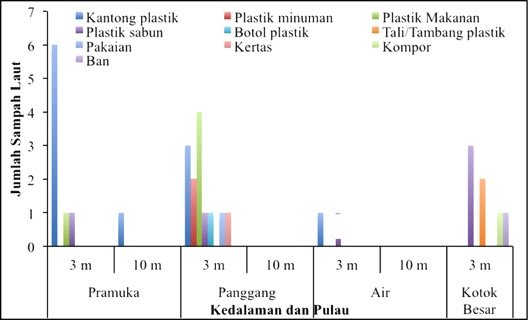 Kantong plastik Plastik minuman Plastik Makanan
Plastik sabun Botol plastik Tali/Tambang plastik
Pakaian Kertas Kompor
Ban
Jumlah Sampah Laut
7
6
5
4
3
2
1
0
3 m 10 m 3 m 10 m 3 m 10 m 3 m
Pramuka Panggang Air Kotok
Besar
Kedalaman dan Pulau